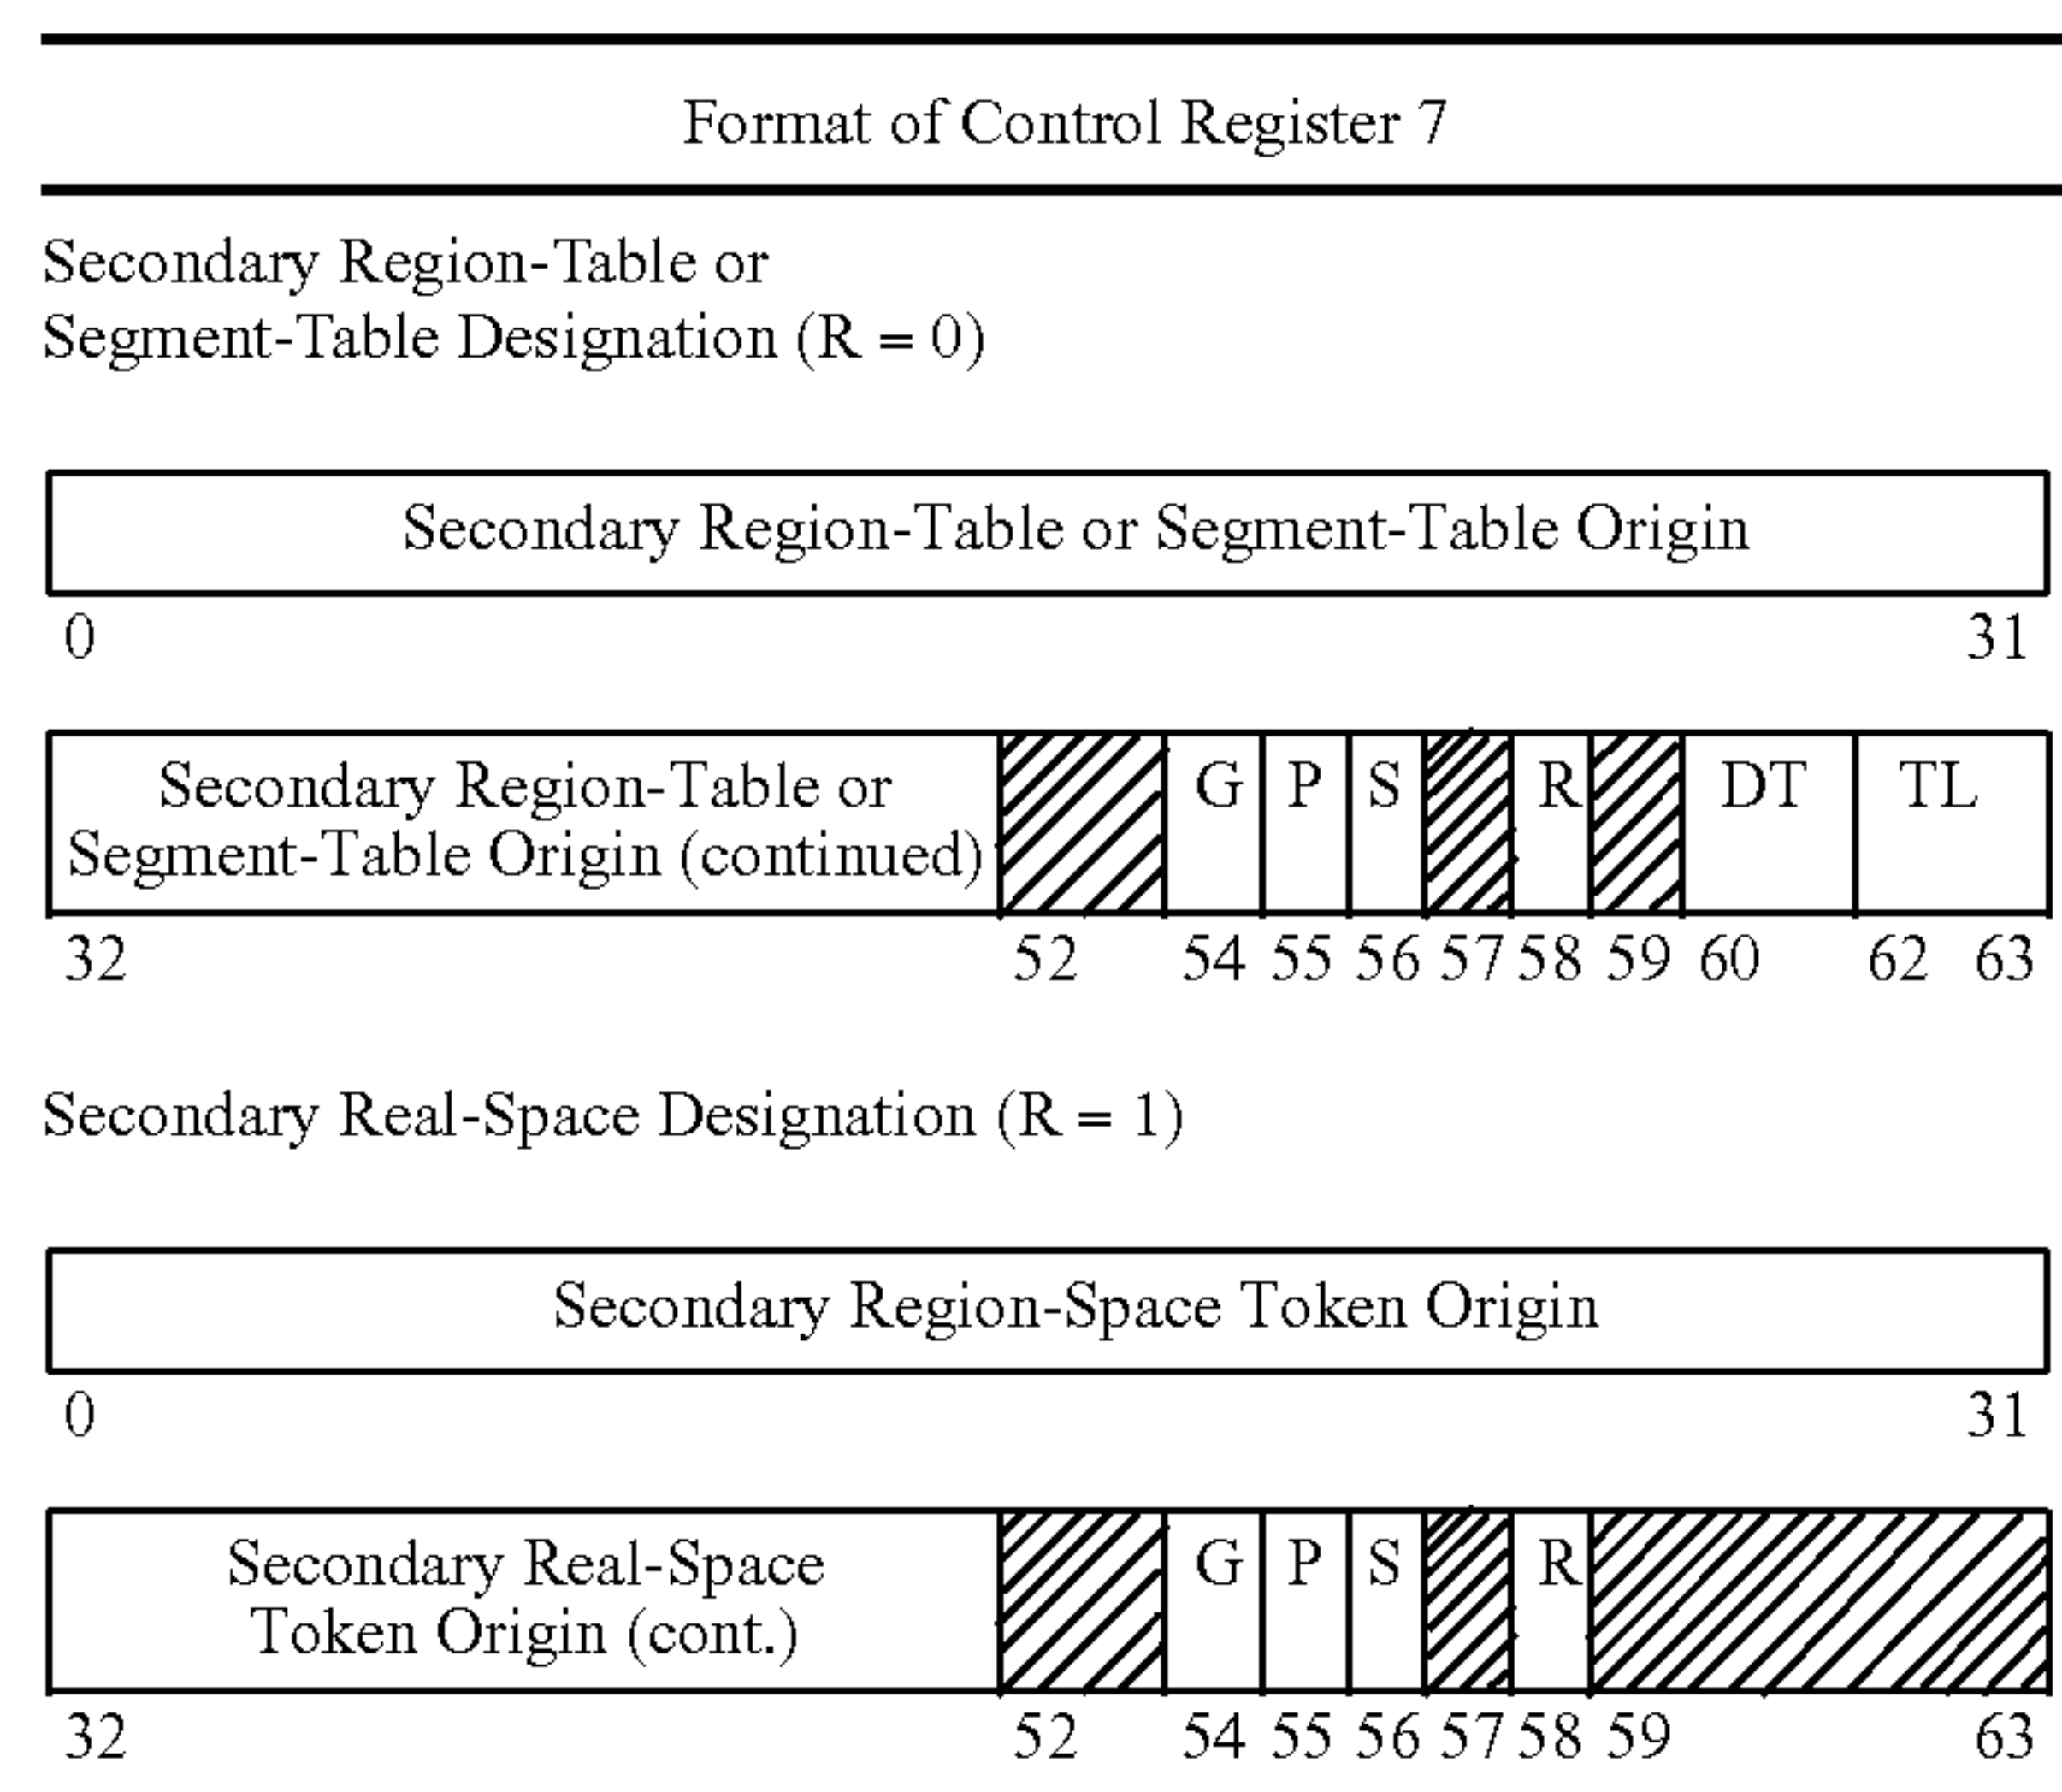 Format of Control Register 7
Secondary Region-Table or
Segment-Table Designation (R = 0)
Secondary Region-Table or Segment-Table Origin
0 31
Secondary Region-Table or
Segment-Table Origin (continued)
G P S R DT TL
32 52 54 55 56 57 58 59 60 62 63
Secondary Real-Space Designation (R = 1)
Secondary Region-Space Token Origin
0 31
Secondary Real-Space
Token Origin (cont.)
G P S R
32 52 54 55 56 57 58 59 63